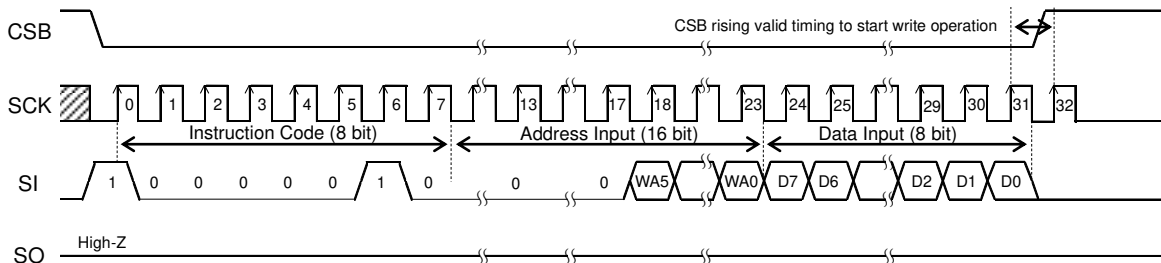 CSB
CSB rising valid timing to start write operation
SCK
0 1 2 3 4 5 6 7 13 17 18 23 24 25 29 30 31 32
Instruction Code (8 bit) Address Input (16 bit) Data Input (8 bit)
SI
1 0 0 0 0 0 1 0 0 0 WA5 WA0 D7 D6 D2 D1 D0
High-Z
SO